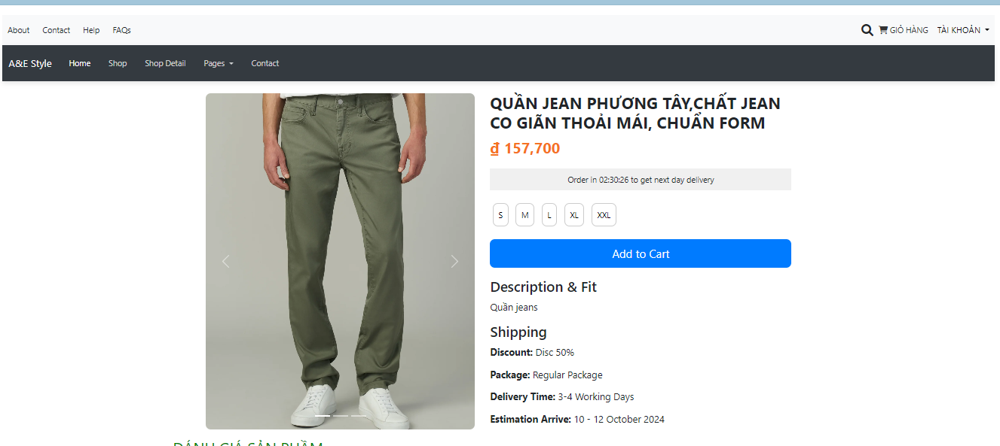 About Contact Help FAQs GIỎ HÀNG TÀI KHOẢN
A&E Style Home Shop Shop Detail Pages Contact
QUẦN JEAN PHƯƠNG TÂY,CHẤT JEAN
CO GIÃN THOẢI MÁI, CHUẨN FORM
₫ 157,700
Order in 02:30:26 to get next day delivery
S M L XL XXL
Add to Cart
Description & Fit
Quần jeans
Shipping
Discount: Disc 50%
Package: Regular Package
Delivery Time: 3-4 Working Days
Estimation Arrive: 10 - 12 October 2024
ĐÁNH GIÁ SẢN PHẨM